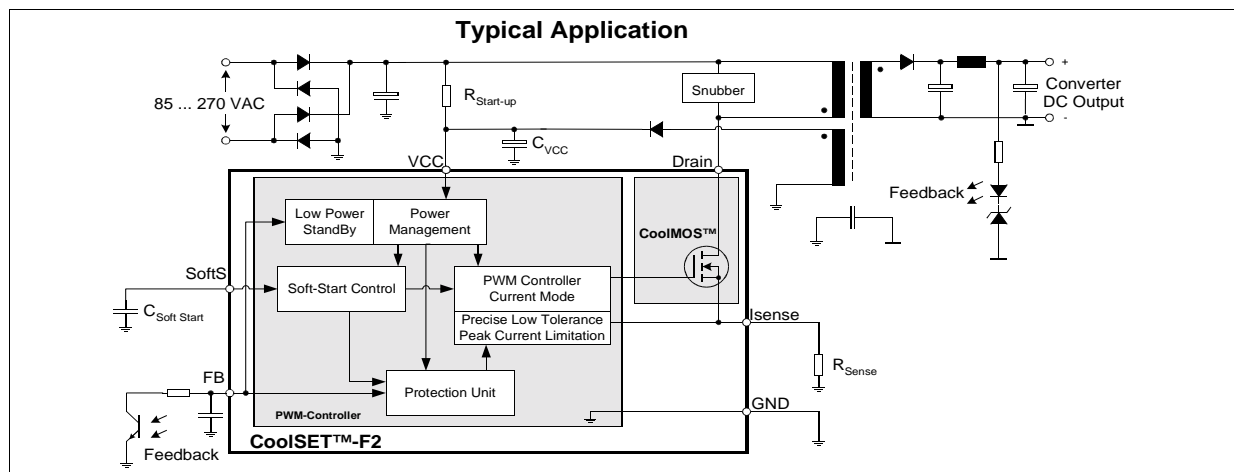 Typical Application
85 ... 270 VAC
RStart-up
Snubber
+
Converter
DC Output
-
CVCC
VCC
Drain
Feedback
Low Power
StandBy
Power
Management
CoolMOS™
SoftS
CSoft Start
Soft-Start Control
PWM Controller
Current Mode
Precise Low Tolerance
Peak Current Limitation
Isense
RSense
FB
Protection Unit
GND
PWM-Controller
Feedback
CoolSET™-F2